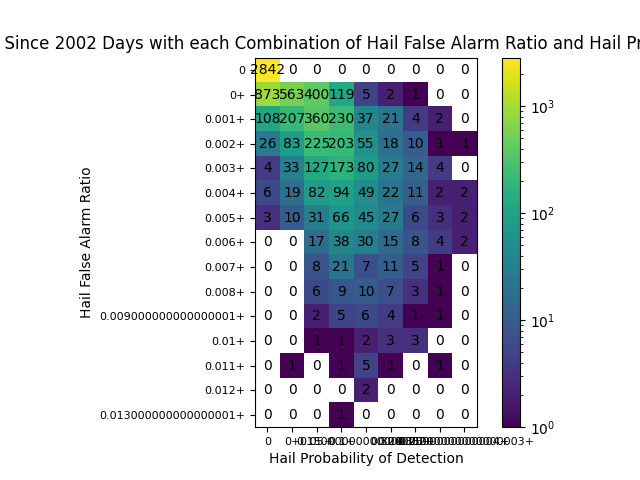 Since 2002 Days with each Combination of Hail False Alarm Ratio and Hail Pr
0 2842 0 0 0 0 0 0 0 0
0+ 873 563 400 119 5 2 1 0 0
0.001+ 108 207 360 230 37 21 4 2 0
0.002+ 26 83 225 203 55 18 10 1 1
0.003+ 4 33 127 173 80 27 14 4 0
0.004+ 6 19 82 94 49 22 11 2 2
0.005+ 3 10 31 66 45 27 6 3 2
0.006+ 0 0 17 38 30 15 8 4 2
0.007+ 0 0 8 21 7 11 5 1 0
0.008+ 0 0 6 9 10 7 3 1 0
0.009000000000000001+ 0 0 2 5 6 4 1 1 0
0.01+ 0 0 1 1 2 3 3 0 0
0.011+ 0 1 0 1 5 1 0 1 0
0.012+ 0 0 0 0 2 0 0 0 0
0.013000000000000001+ 0 0 0 1 0 0 0 0 0
0 0+
Hail Probability of Detection
Hail False Alarm Ratio
10³
10²
10¹
10⁰